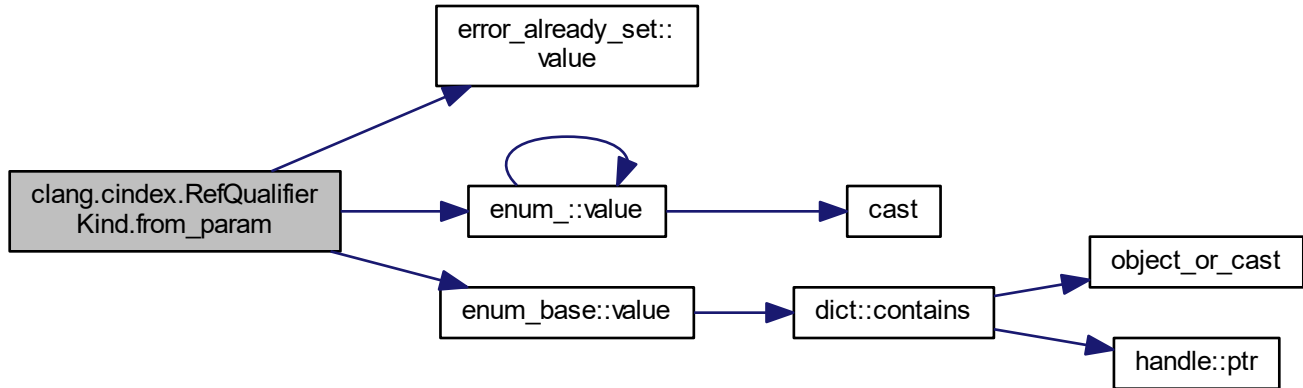 error_already_set::
value
clang.cindex.RefQualifier
Kind.from_param
enum_::value
cast
enum_base::value
dict::contains
object_or_cast
handle::ptr